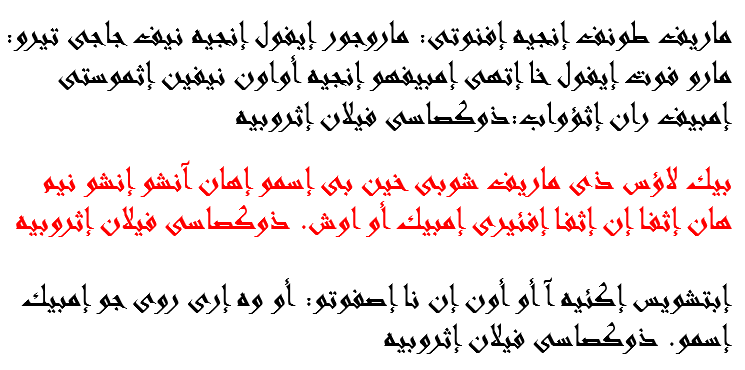 ماريف طونف إنجيه إفنوتى: ماروجور إيفول إنجيه نيف جاجى تيرو:
مارو فوت إيفول خا إتهى إمبيفهو إنجيه أواون نيفين إثموستى
إمبيف ران إثؤواب:ذوكصاسى فيلان إثروبيه
بيك لاؤس ذى ماريف شوبى خين بى إسمو إهان آنشو إنشو نيم
هان إثفا إن إثفا إفئيرى إمبيك أو اوش. ذوكصاسى فيلان إثروبيه
إبتشويس إكئيه آ أو أون إن نا إصفوتو: أو وه إرى روى جو إمبيك
إسمو. ذوكصاسى فيلان إثروبيه